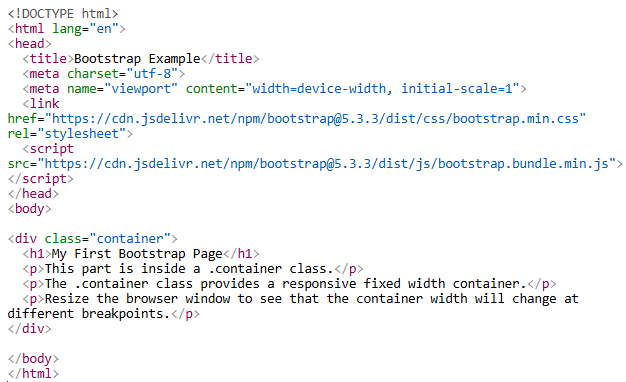 <!DOCTYPE html>
<html lang="en">
<head>
  <title>Bootstrap Example</title>
  <meta charset="utf-8">
  <meta name="viewport" content="width=device-width, initial-scale=1">
  <link
href="https://cdn.jsdelivr.net/npm/bootstrap@5.3.3/dist/css/bootstrap.min.css"
rel="stylesheet">
  <script
src="https://cdn.jsdelivr.net/npm/bootstrap@5.3.3/dist/js/bootstrap.bundle.min.js">
</script>
</head>
<body>

<div class="container">
  <h1>My First Bootstrap Page</h1>
  <p>This part is inside a .container class.</p>
  <p>The .container class provides a responsive fixed width container.</p>
  <p>Resize the browser window to see that the container width will change at
different breakpoints.</p>
</div>

</body>
</html>